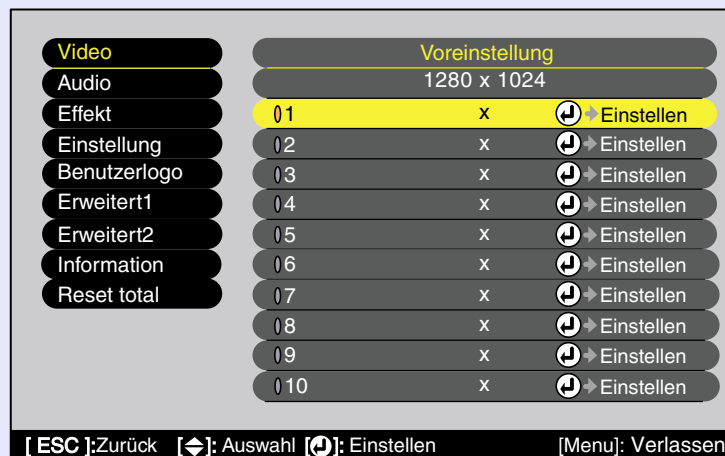 Video
Audio
Effekt
Einstellung
Benutzerlogo
Erweitert1
Erweitert2
Information
Reset total
Voreinstellung
1280 x 1024
1 x Einstellen
2 x Einstellen
3 x Einstellen
4 x Einstellen
5 x Einstellen
6 x Einstellen
7 x Einstellen
8 x Einstellen
9 x Einstellen
10 x Einstellen
[ ESC ]:Zurück [ ]: Auswahl [ ]: Einstellen [Menu]: Verlassen